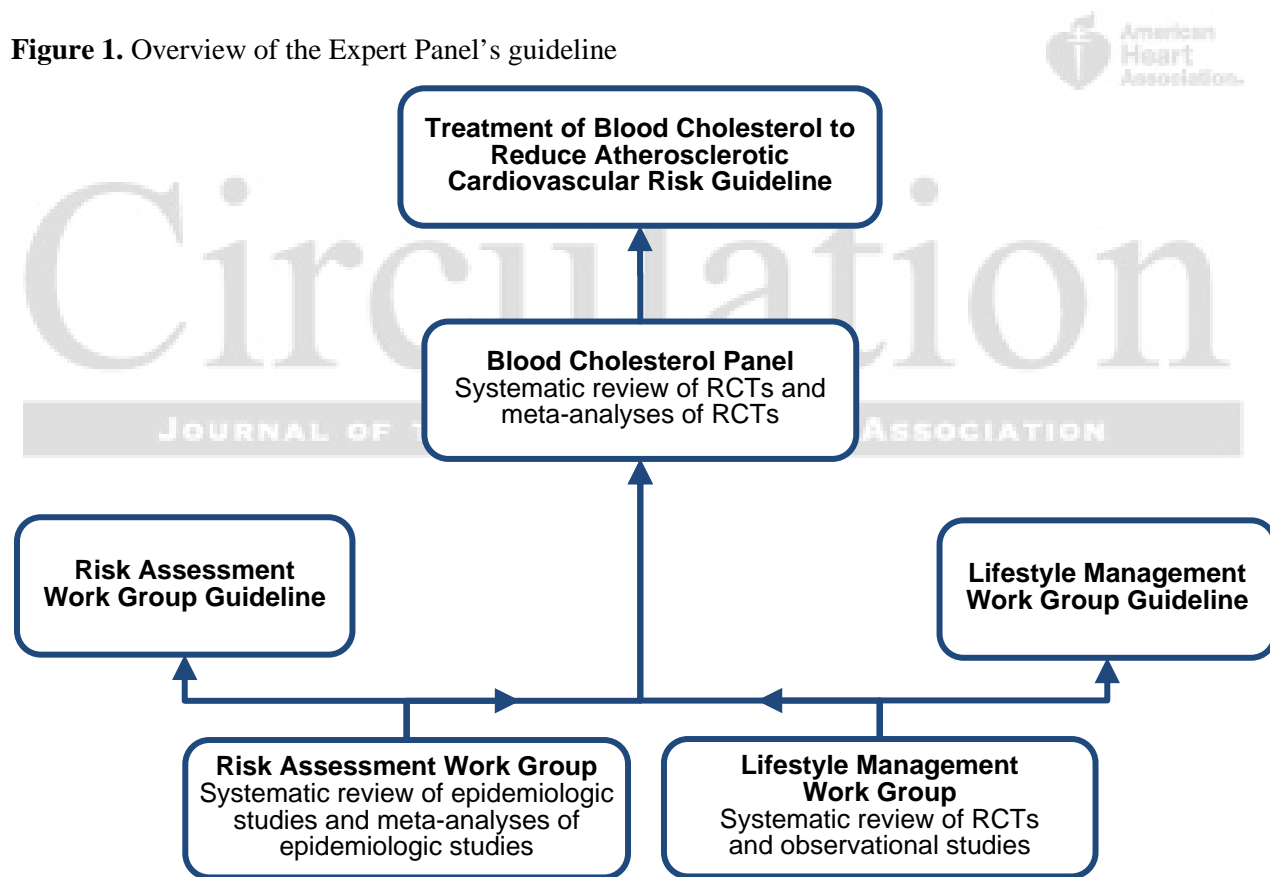 Figure 1. Overview of the Expert Panel’s guideline
American
Heart
Association
Treatment of Blood Cholesterol to
Reduce Atherosclerotic
Cardiovascular Risk Guideline
Circulation
Blood Cholesterol Panel
Systematic review of RCTs and
meta-analyses of RCTs
JOURNAL OF T ASSOCIATION
Risk Assessment
Work Group Guideline
Lifestyle Management
Work Group Guideline
Risk Assessment Work Group
Systematic review of epidemiologic
studies and meta-analyses of
epidemiologic studies
Lifestyle Management
Work Group
Systematic review of RCTs
and observational studies